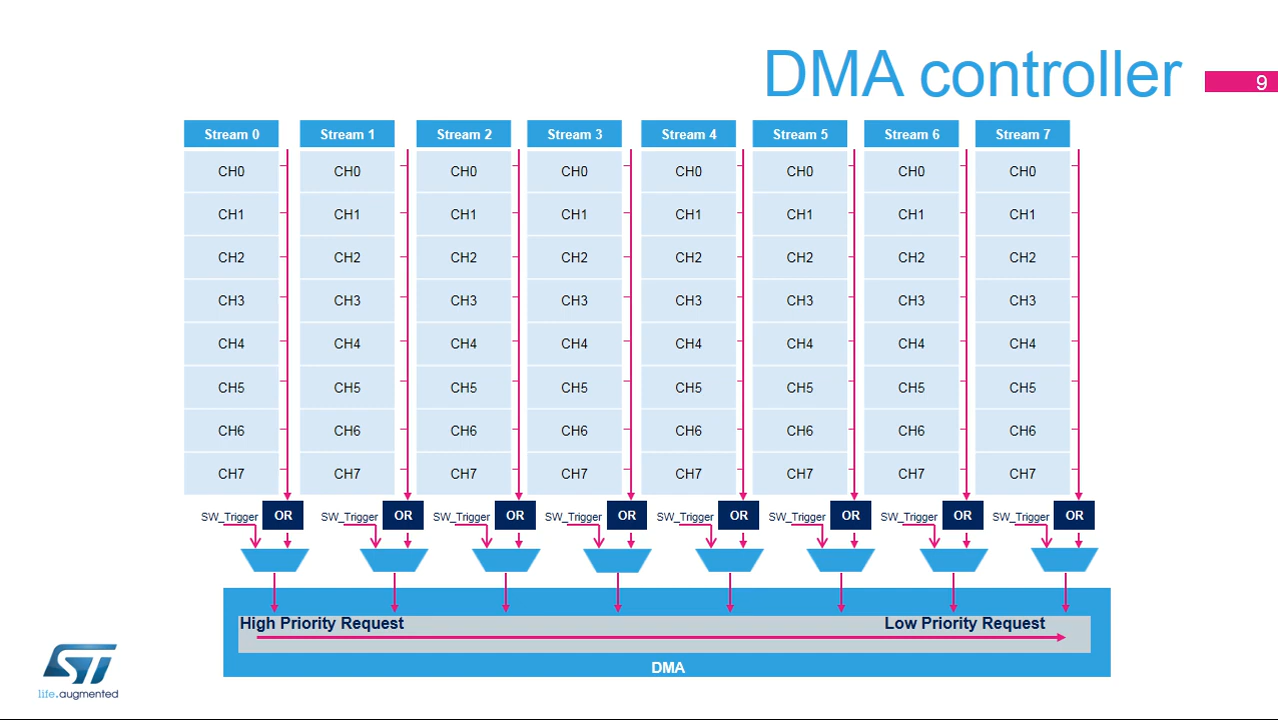 DMA controller
9
Stream 0 Stream 1 Stream 2 Stream 3 Stream 4 Stream 5 Stream 6 Stream 7
CH0 CH0 CH0 CH0 CH0 CH0 CH0 CH0
CH1 CH1 CH1 CH1 CH1 CH1 CH1 CH1
CH2 CH2 CH2 CH2 CH2 CH2 CH2 CH2
CH3 CH3 CH3 CH3 CH3 CH3 CH3 CH3
CH4 CH4 CH4 CH4 CH4 CH4 CH4 CH4
CH5 CH5 CH5 CH5 CH5 CH5 CH5 CH5
CH6 CH6 CH6 CH6 CH6 CH6 CH6 CH6
CH7 CH7 CH7 CH7 CH7 CH7 CH7 CH7
SW_Trigger OR SW_Trigger OR SW_Trigger OR SW_Trigger OR SW_Trigger OR SW_Trigger OR SW_Trigger OR SW_Trigger OR
High Priority Request Low Priority Request
DMA
ST
life.augmented